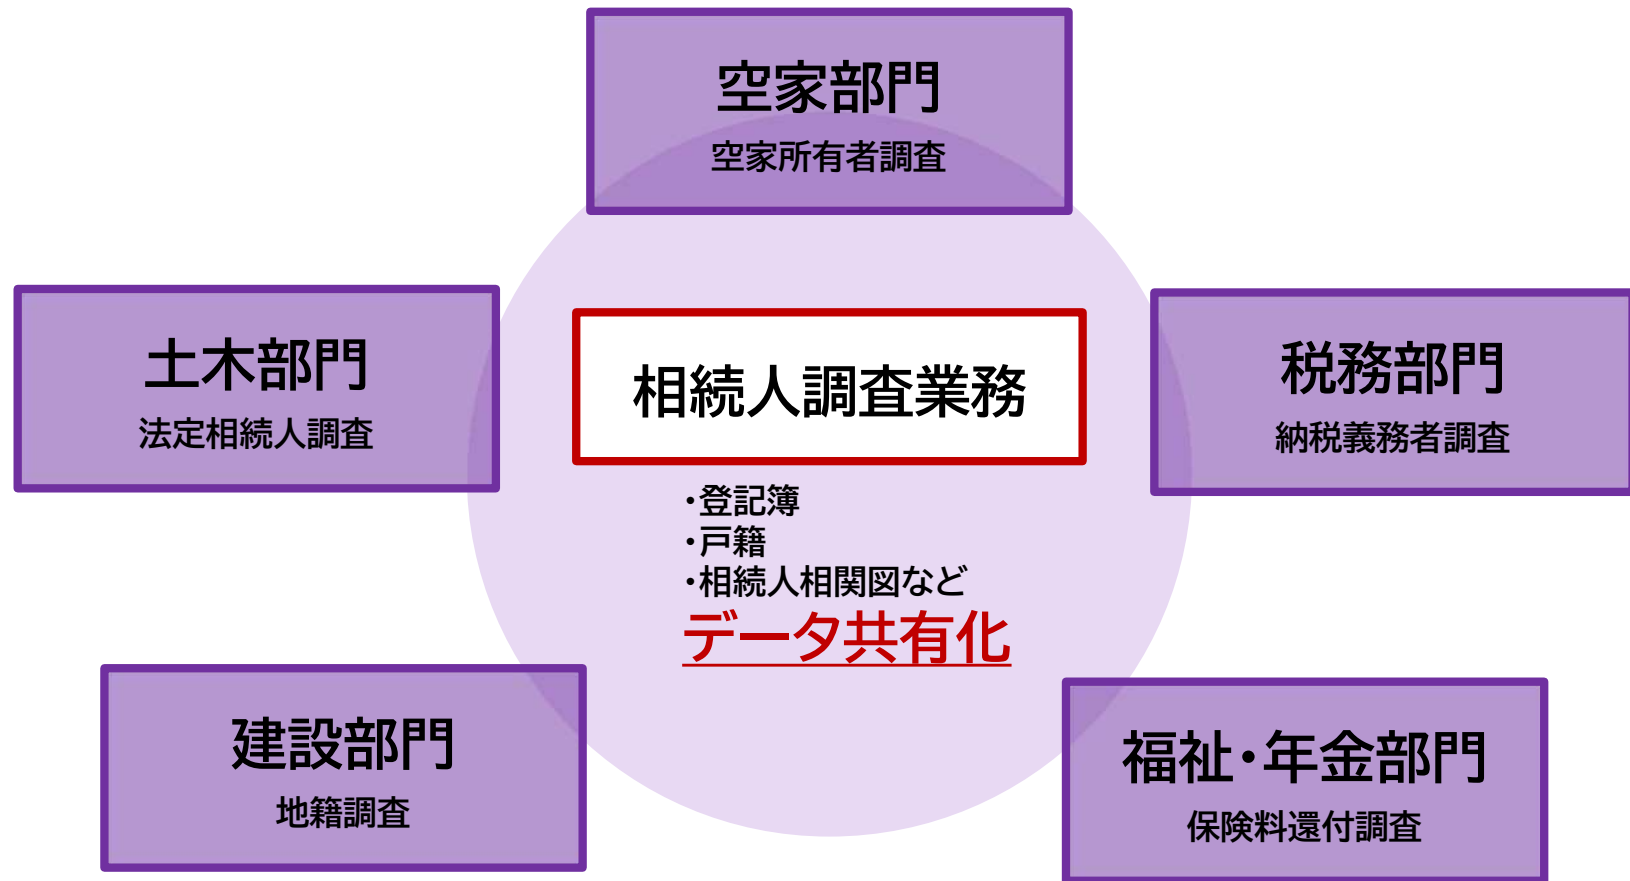 空家部門
空家所有者調査
土木部門
法定相続人調査
相続人調査業務
・登記簿
・戸籍
・相続人相関図など
データ共有化
税務部門
納税義務者調査
建設部門
地籍調査
福祉・年金部門
保険料還付調査